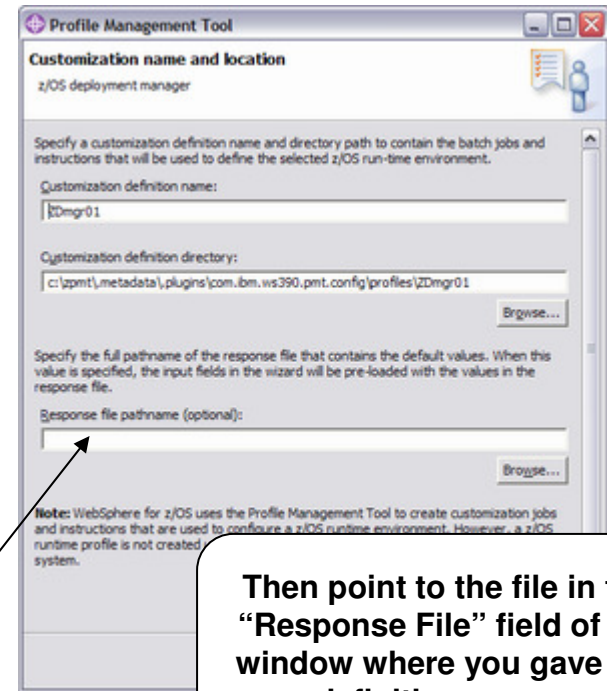 Profile Management Tool
Customization name and location
z/OS deployment manager
Specify a customization definition name and directory path to contain the batch jobs and
instructions that will be used to define the selected z/OS run-time environment.
Customization definition name:
ZDmgr01
Customization definition directory:
c:\zpmt\.metadata\.plugins\com.ibm.ws390.pmt.config\profiles\ZDmgr01
Browse...
Specify the full pathname of the response file that contains the default values. When this
value is specified, the input fields in the wizard will be pre-loaded with the values in the
response file.
Response file pathname (optional):
Browse...
Note: WebSphere for z/OS uses the Profile Management Tool to create customization jobs
and instructions that are used to configure a z/OS runtime environment. However, a z/OS
runtime profile is not created
system.
Then point to the file in
"Response File" field of
window where you gave